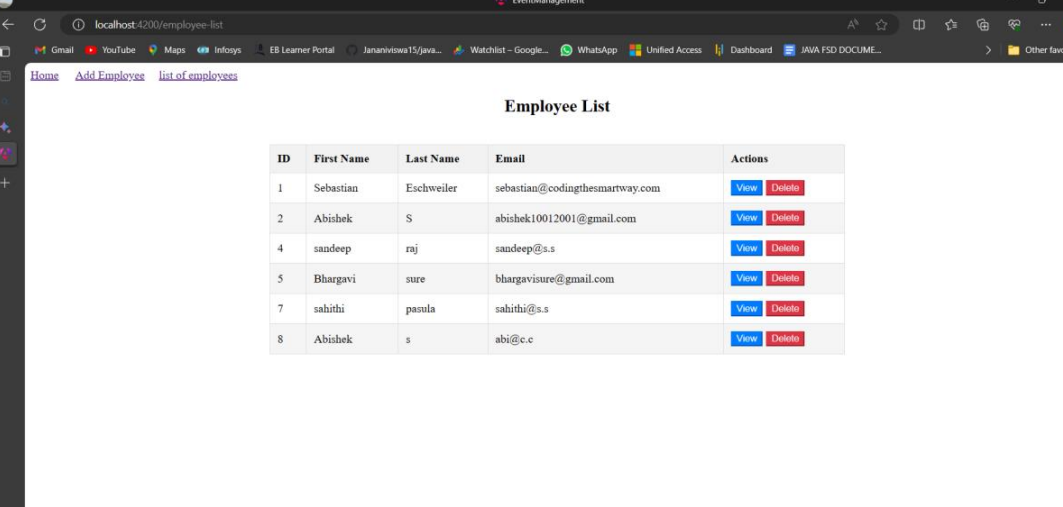 EventManagement
localhost:4200/employee-list
Gmail YouTube Maps Infosys EB Learner Portal Jananiviswa15/java... Watchlist – Google... WhatsApp Unified Access Dashboard JAVA FSD DOCUME... Other favo
Home Add Employee list of employees
Employee List
ID First Name Last Name Email Actions
1 Sebastian Eschweiler sebastian@codingthesmartway.com View Delete
2 Abishek S abishek10012001@gmail.com View Delete
4 sandeep raj sandeep@s.s View Delete
5 Bhargavi sure bhargavisure@gmail.com View Delete
7 sahithi pasula sahithi@s.s View Delete
8 Abishek s abi@c.c View Delete